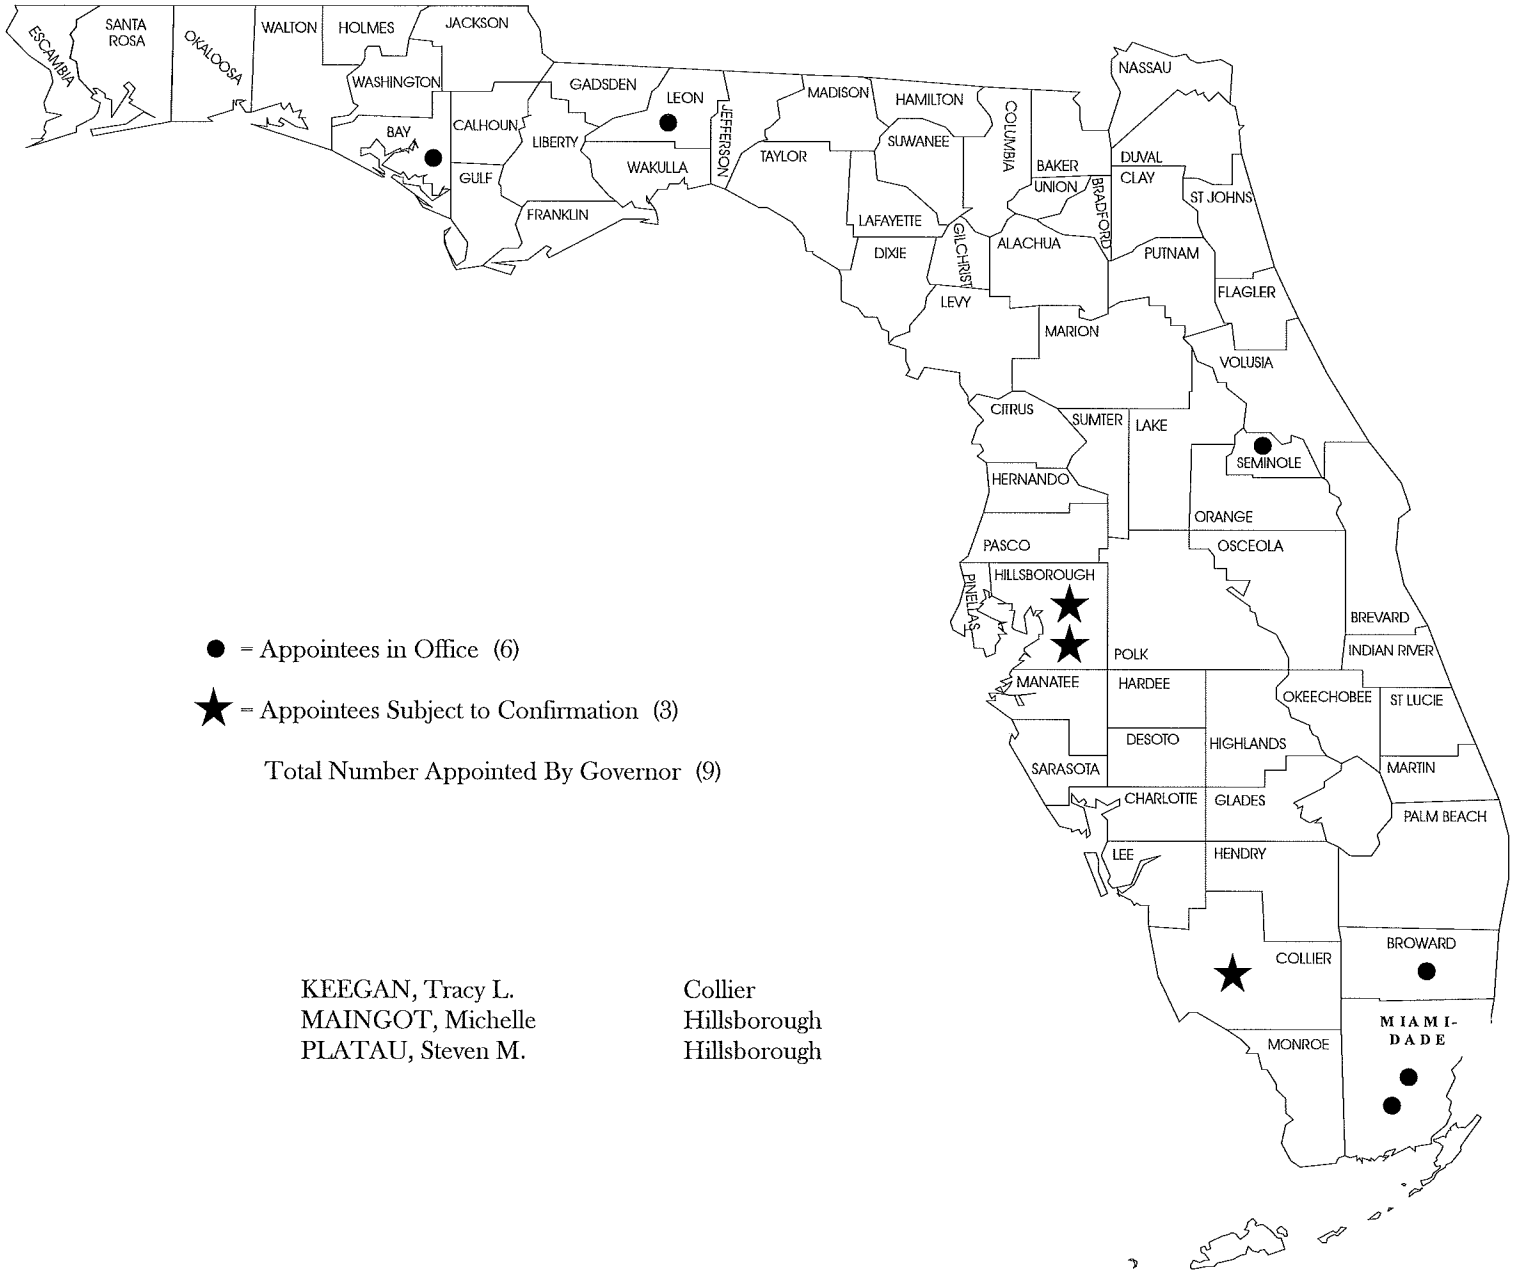 ESCAMBIA
SANTA
ROSA
OKALOOSA
WALTON
HOLMES
JACKSON
WASHINGTON
BAY
CALHOUN
GULF
GADSDEN
LIBERTY
FRANKLIN
LEON
WAKULLA
JEFFERSON
MADISON
TAYLOR
HAMILTON
SUWANEE
LAFAYETTE
DIXIE
COLUMBIA
GILCHRIST
LEVY
NASSAU
BAKER
UNION
BRADFORD
DUVAL
CLAY
ST JOHNS
ALACHUA
PUTNAM
FLAGLER
MARION
VOLUSIA
CITRUS
SUMTER
LAKE
SEMINOLE
HERNANDO
ORANGE
PASCO
OSCEOLA
PINELLAS
HILLSBOROUGH
POLK
BREVARD
INDIAN RIVER
MANATEE
HARDEE
OKEECHOBEE
ST LUCIE
DESOTO
HIGHLANDS
SARASOTA
MARTIN
CHARLOTTE
GLADES
PALM BEACH
LEE
HENDRY
COLLIER
BROWARD
MIAMI-
DADE
MONROE
= Appointees in Office (6)
= Appointees Subject to Confirmation (3)
Total Number Appointed By Governor (9)
KEEGAN, Tracy L. Collier
MAINGOT, Michelle Hillsborough
PLATAU, Steven M. Hillsborough